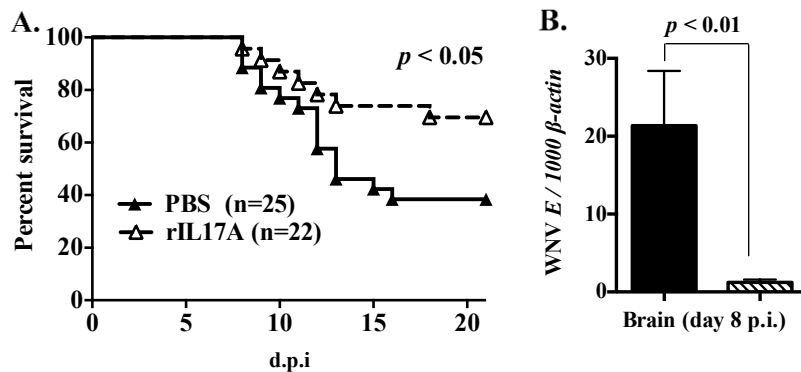 A.
Percent survival
100
80
60
40
20
0
p < 0.05
PBS (n=25)
rIL17A (n=22)
0 5 10 15 20
d.p.i
B.
p < 0.01
WNV E / 1000 β-actin
30
20
10
0
Brain (day 8 p.i.)